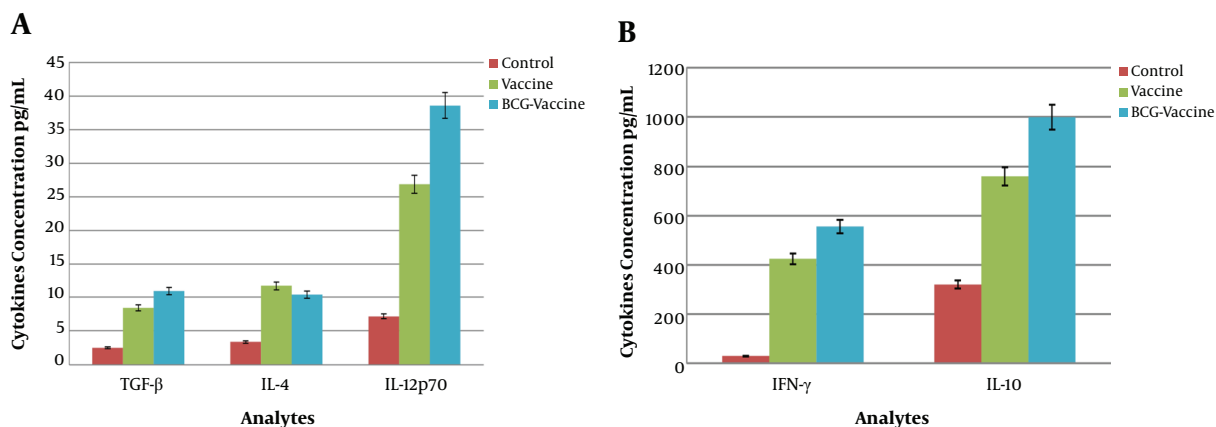 A
Cytokines Concentration pg/mL
45
40
35
30
25
20
15
10
5
0
TGF-β IL-4 IL-12p70
Analytes
Control
Vaccine
BCG-Vaccine
B
Cytokines Concentration pg/mL
1200
1000
800
600
400
200
0
IFN-γ IL-10
Analytes
Control
Vaccine
BCG-Vaccine